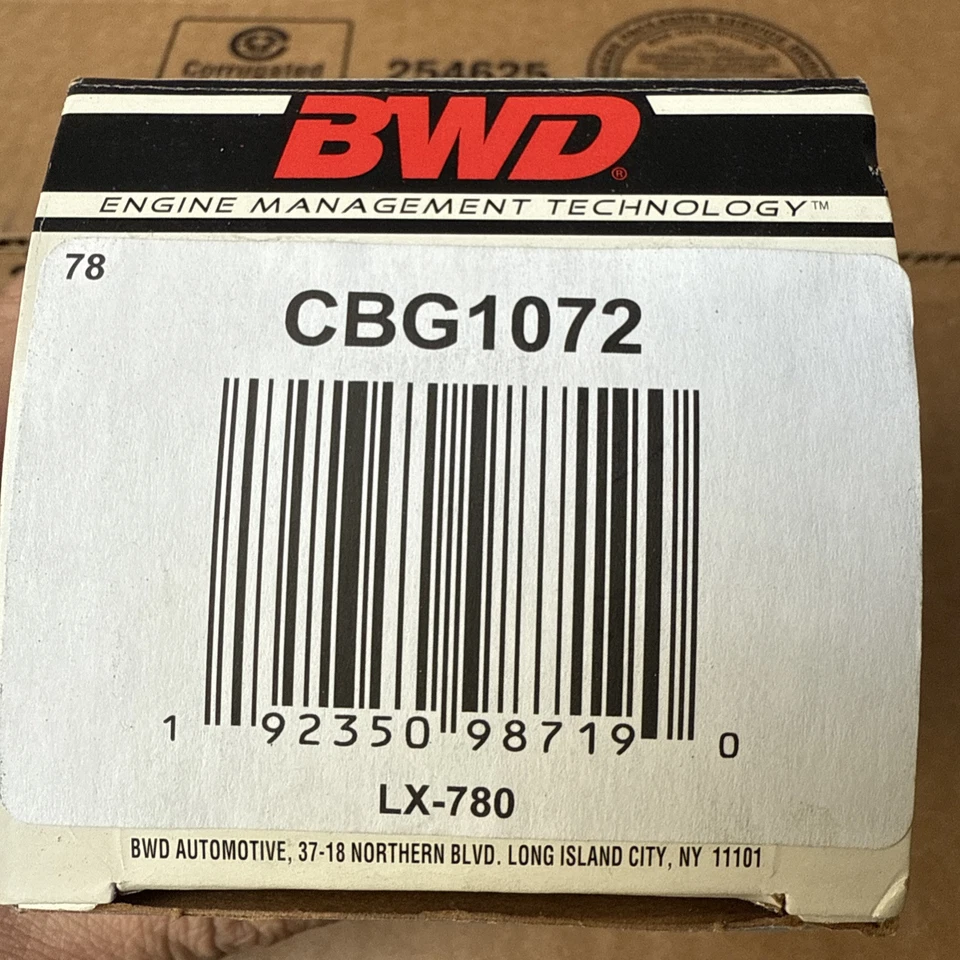 Corrugated 254625
BWD®
ENGINE MANAGEMENT TECHNOLOGY™
78
CBG1072
1 92350 98719 0
LX-780
BWD AUTOMOTIVE, 37-18 NORTHERN BLVD. LONG ISLAND CITY, NY 11101